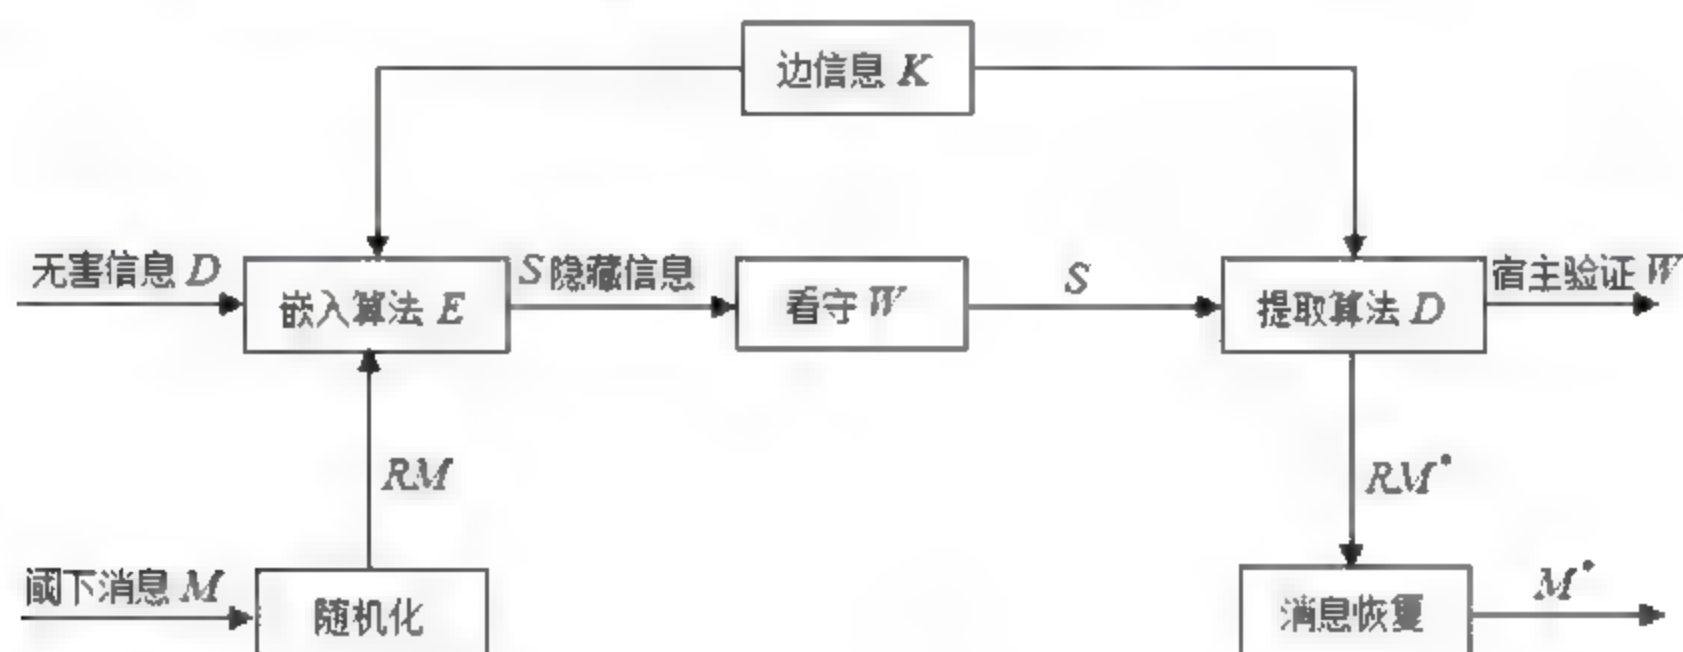 边信息 K
无害信息 D
嵌入算法 E
S 隐藏信息
看守 W
S
提取算法 D
宿主验证 W
RM
RM*
阈下消息 M
随机化
消息恢复
M*